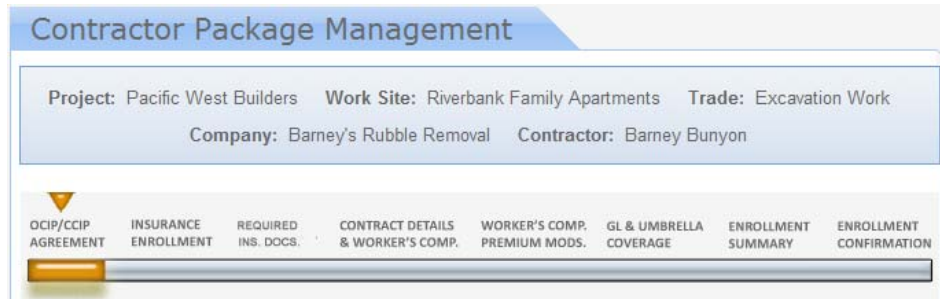 Contractor Package Management
Project: Pacific West Builders Work Site: Riverbank Family Apartments Trade: Excavation Work
Company: Barney's Rubble Removal Contractor: Barney Bunyon
OCIP/CCIP AGREEMENT
INSURANCE ENROLLMENT
REQUIRED INS. DOCS.
CONTRACT DETAILS & WORKER'S COMP.
WORKER'S COMP. PREMIUM MODS.
GL & UMBRELLA COVERAGE
ENROLLMENT SUMMARY
ENROLLMENT CONFIRMATION